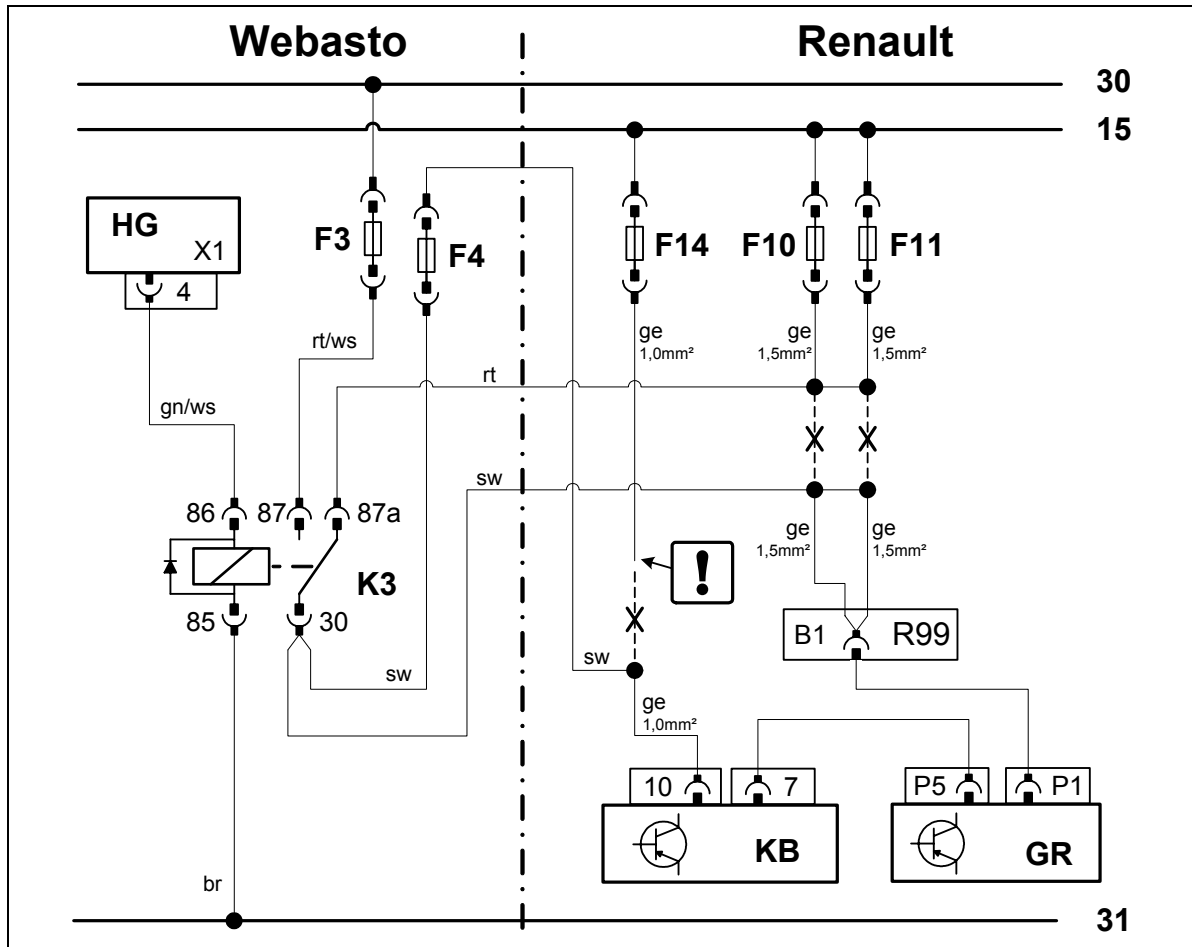 Webasto Renault
30
15
HG
X1
4
F3
F4
F14
F10
F11
ge
1,0mm²
ge
1,5mm²
ge
1,5mm²
rt/ws
rt
gn/ws
sw
86
87
87a
K3
85
30
ge
1,5mm²
ge
1,5mm²
!
B1 R99
sw
sw
ge
1,0mm²
10
7
P5
P1
KB
GR
br
31